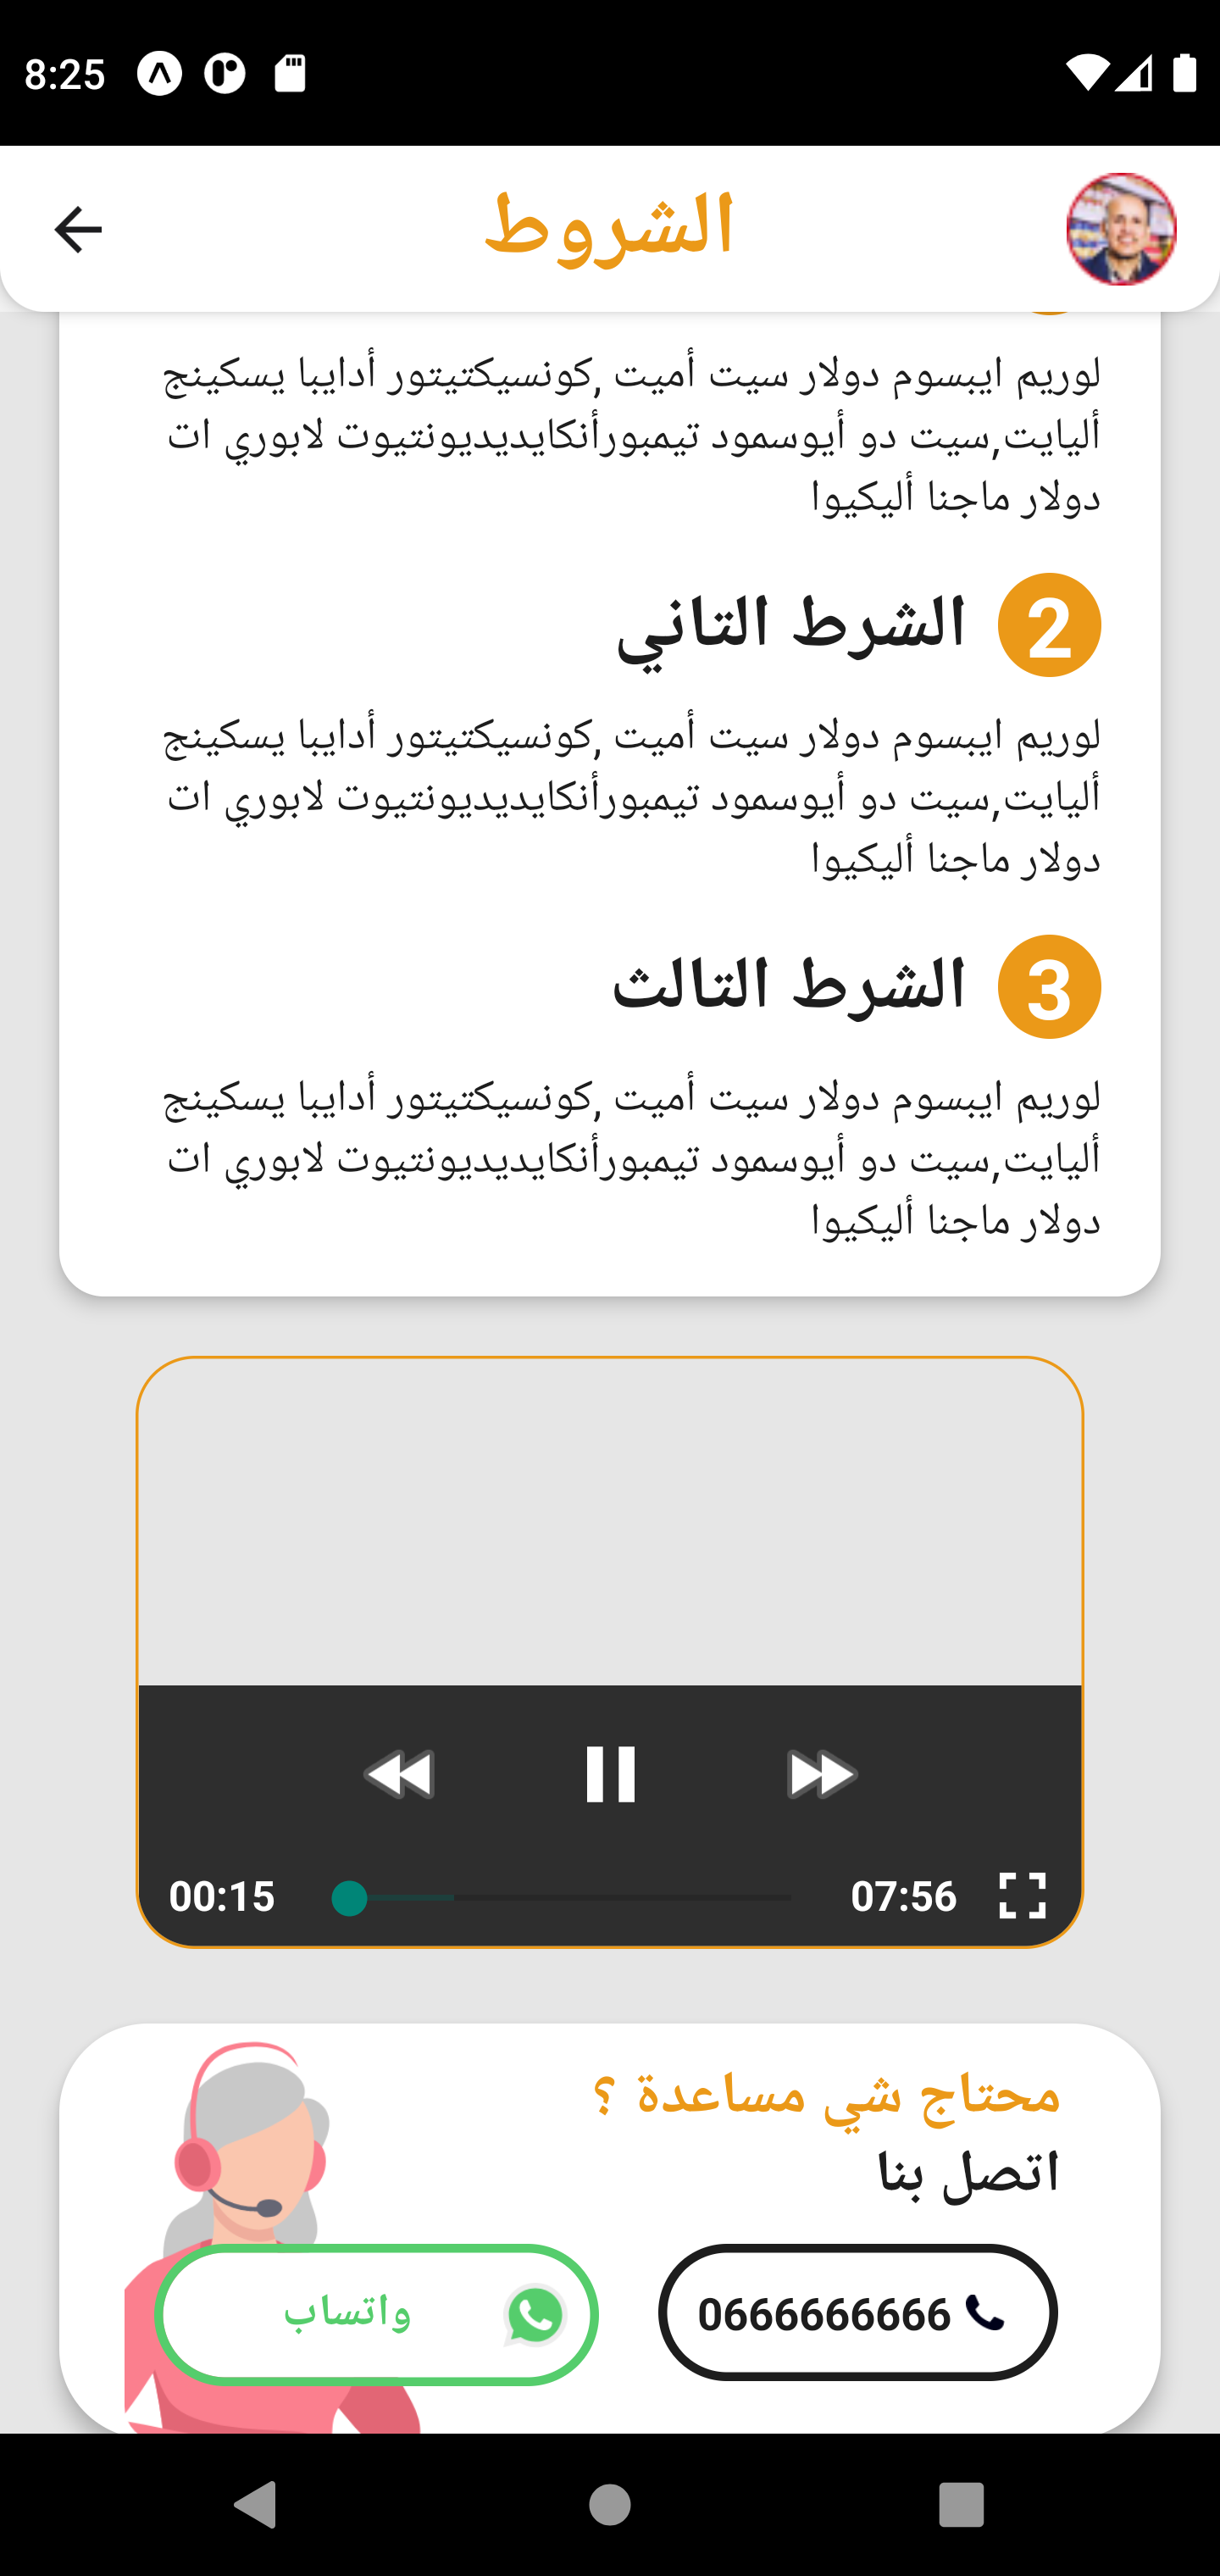 8:25
الشروط
لوريم ايبسوم دولار سيت أميت ,كونسيكتيتور أدايبا يسكينج
أليايت,سيت دو أيوسمود تيمبورأنكايديديونتيوت لابوري ات
دولار ماجنا أليكيوا
2 الشرط التاني
لوريم ايبسوم دولار سيت أميت ,كونسيكتيتور أدايبا يسكينج
أليايت,سيت دو أيوسمود تيمبورأنكايديديونتيوت لابوري ات
دولار ماجنا أليكيوا
3 الشرط التالث
لوريم ايبسوم دولار سيت أميت ,كونسيكتيتور أدايبا يسكينج
أليايت,سيت دو أيوسمود تيمبورأنكايديديونتيوت لابوري ات
دولار ماجنا أليكيوا
00:15 07:56
محتاج شي مساعدة ؟
اتصل بنا
0666666666
واتساب